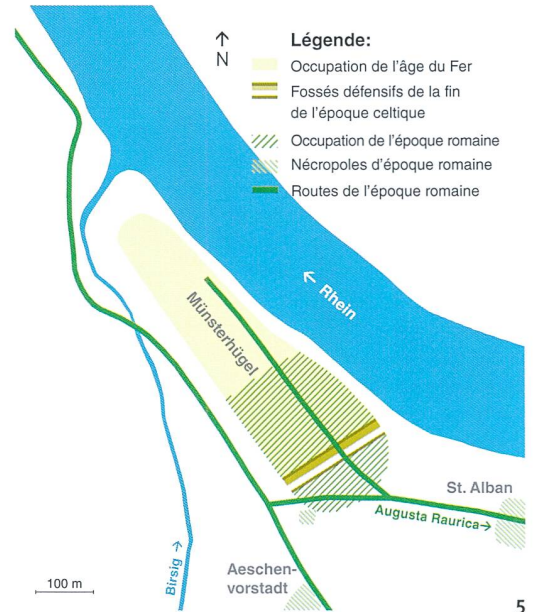 ↑
N
Légende:
Occupation de l'âge du Fer
Fossés défensifs de la fin
de l'époque celtique
Occupation de l'époque romaine
Nécropoles d'époque romaine
Routes de l'époque romaine
← Rhein
Münsterhügel
St. Alban
Augusta Raurica→
Birsig →
Aeschen-
vorstadt
100 m
5